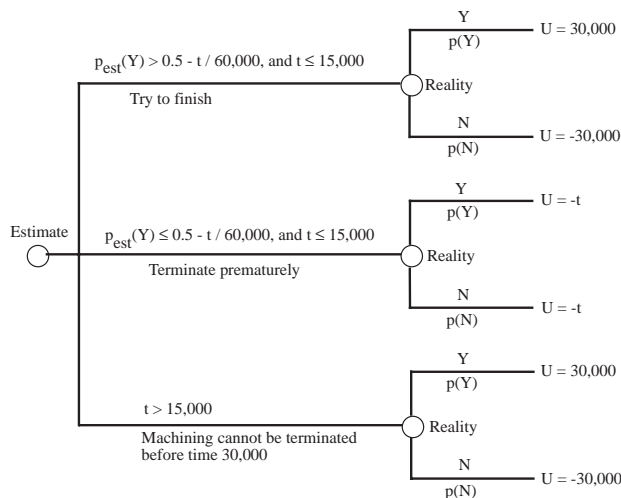 Y
p(Y)
U = 30,000
p_est(Y) > 0.5 - t / 60,000, and t ≤ 15,000
Try to finish
Reality
N
p(N)
U = -30,000
Estimate
p_est(Y) ≤ 0.5 - t / 60,000, and t ≤ 15,000
Terminate prematurely
Y
p(Y)
U = -t
Reality
N
p(N)
U = -t
t > 15,000
Machining cannot be terminated
before time 30,000
Y
p(Y)
U = 30,000
Reality
N
p(N)
U = -30,000